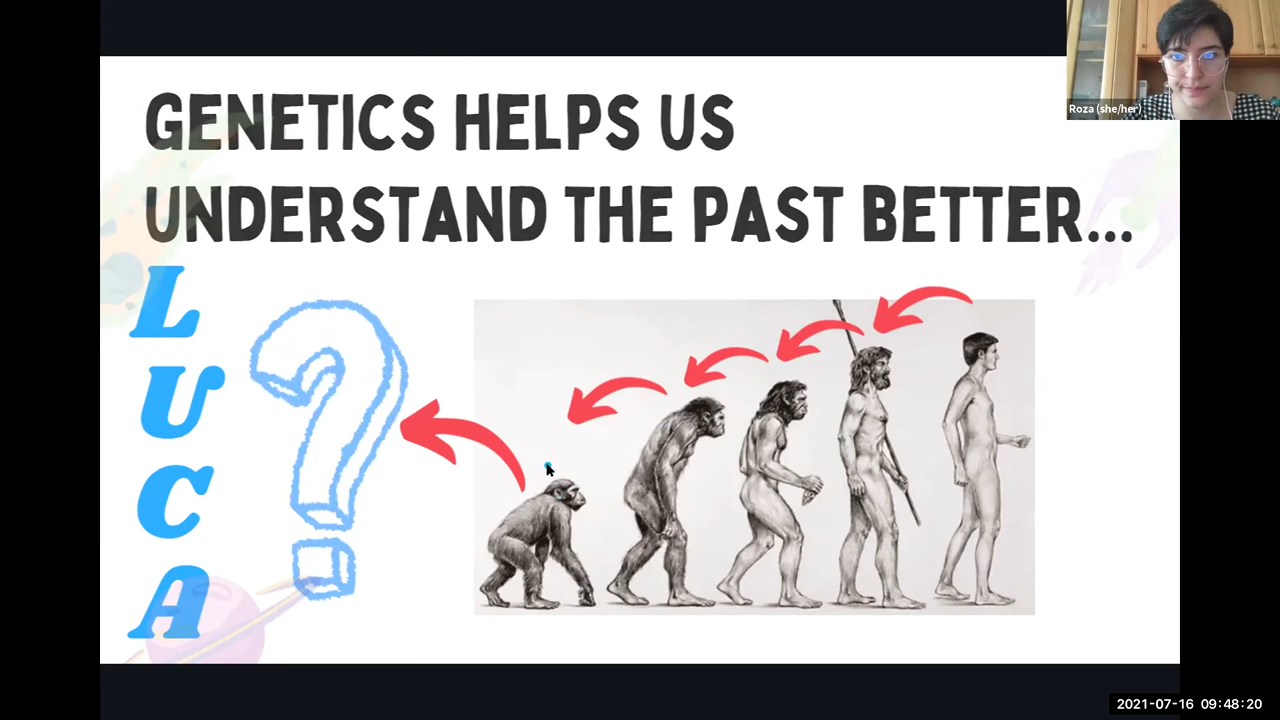 GENETICS HELPS US
UNDERSTAND THE PAST BETTER...
L
U
C
A
Roza (she/her)
2021-07-16 09:48:20